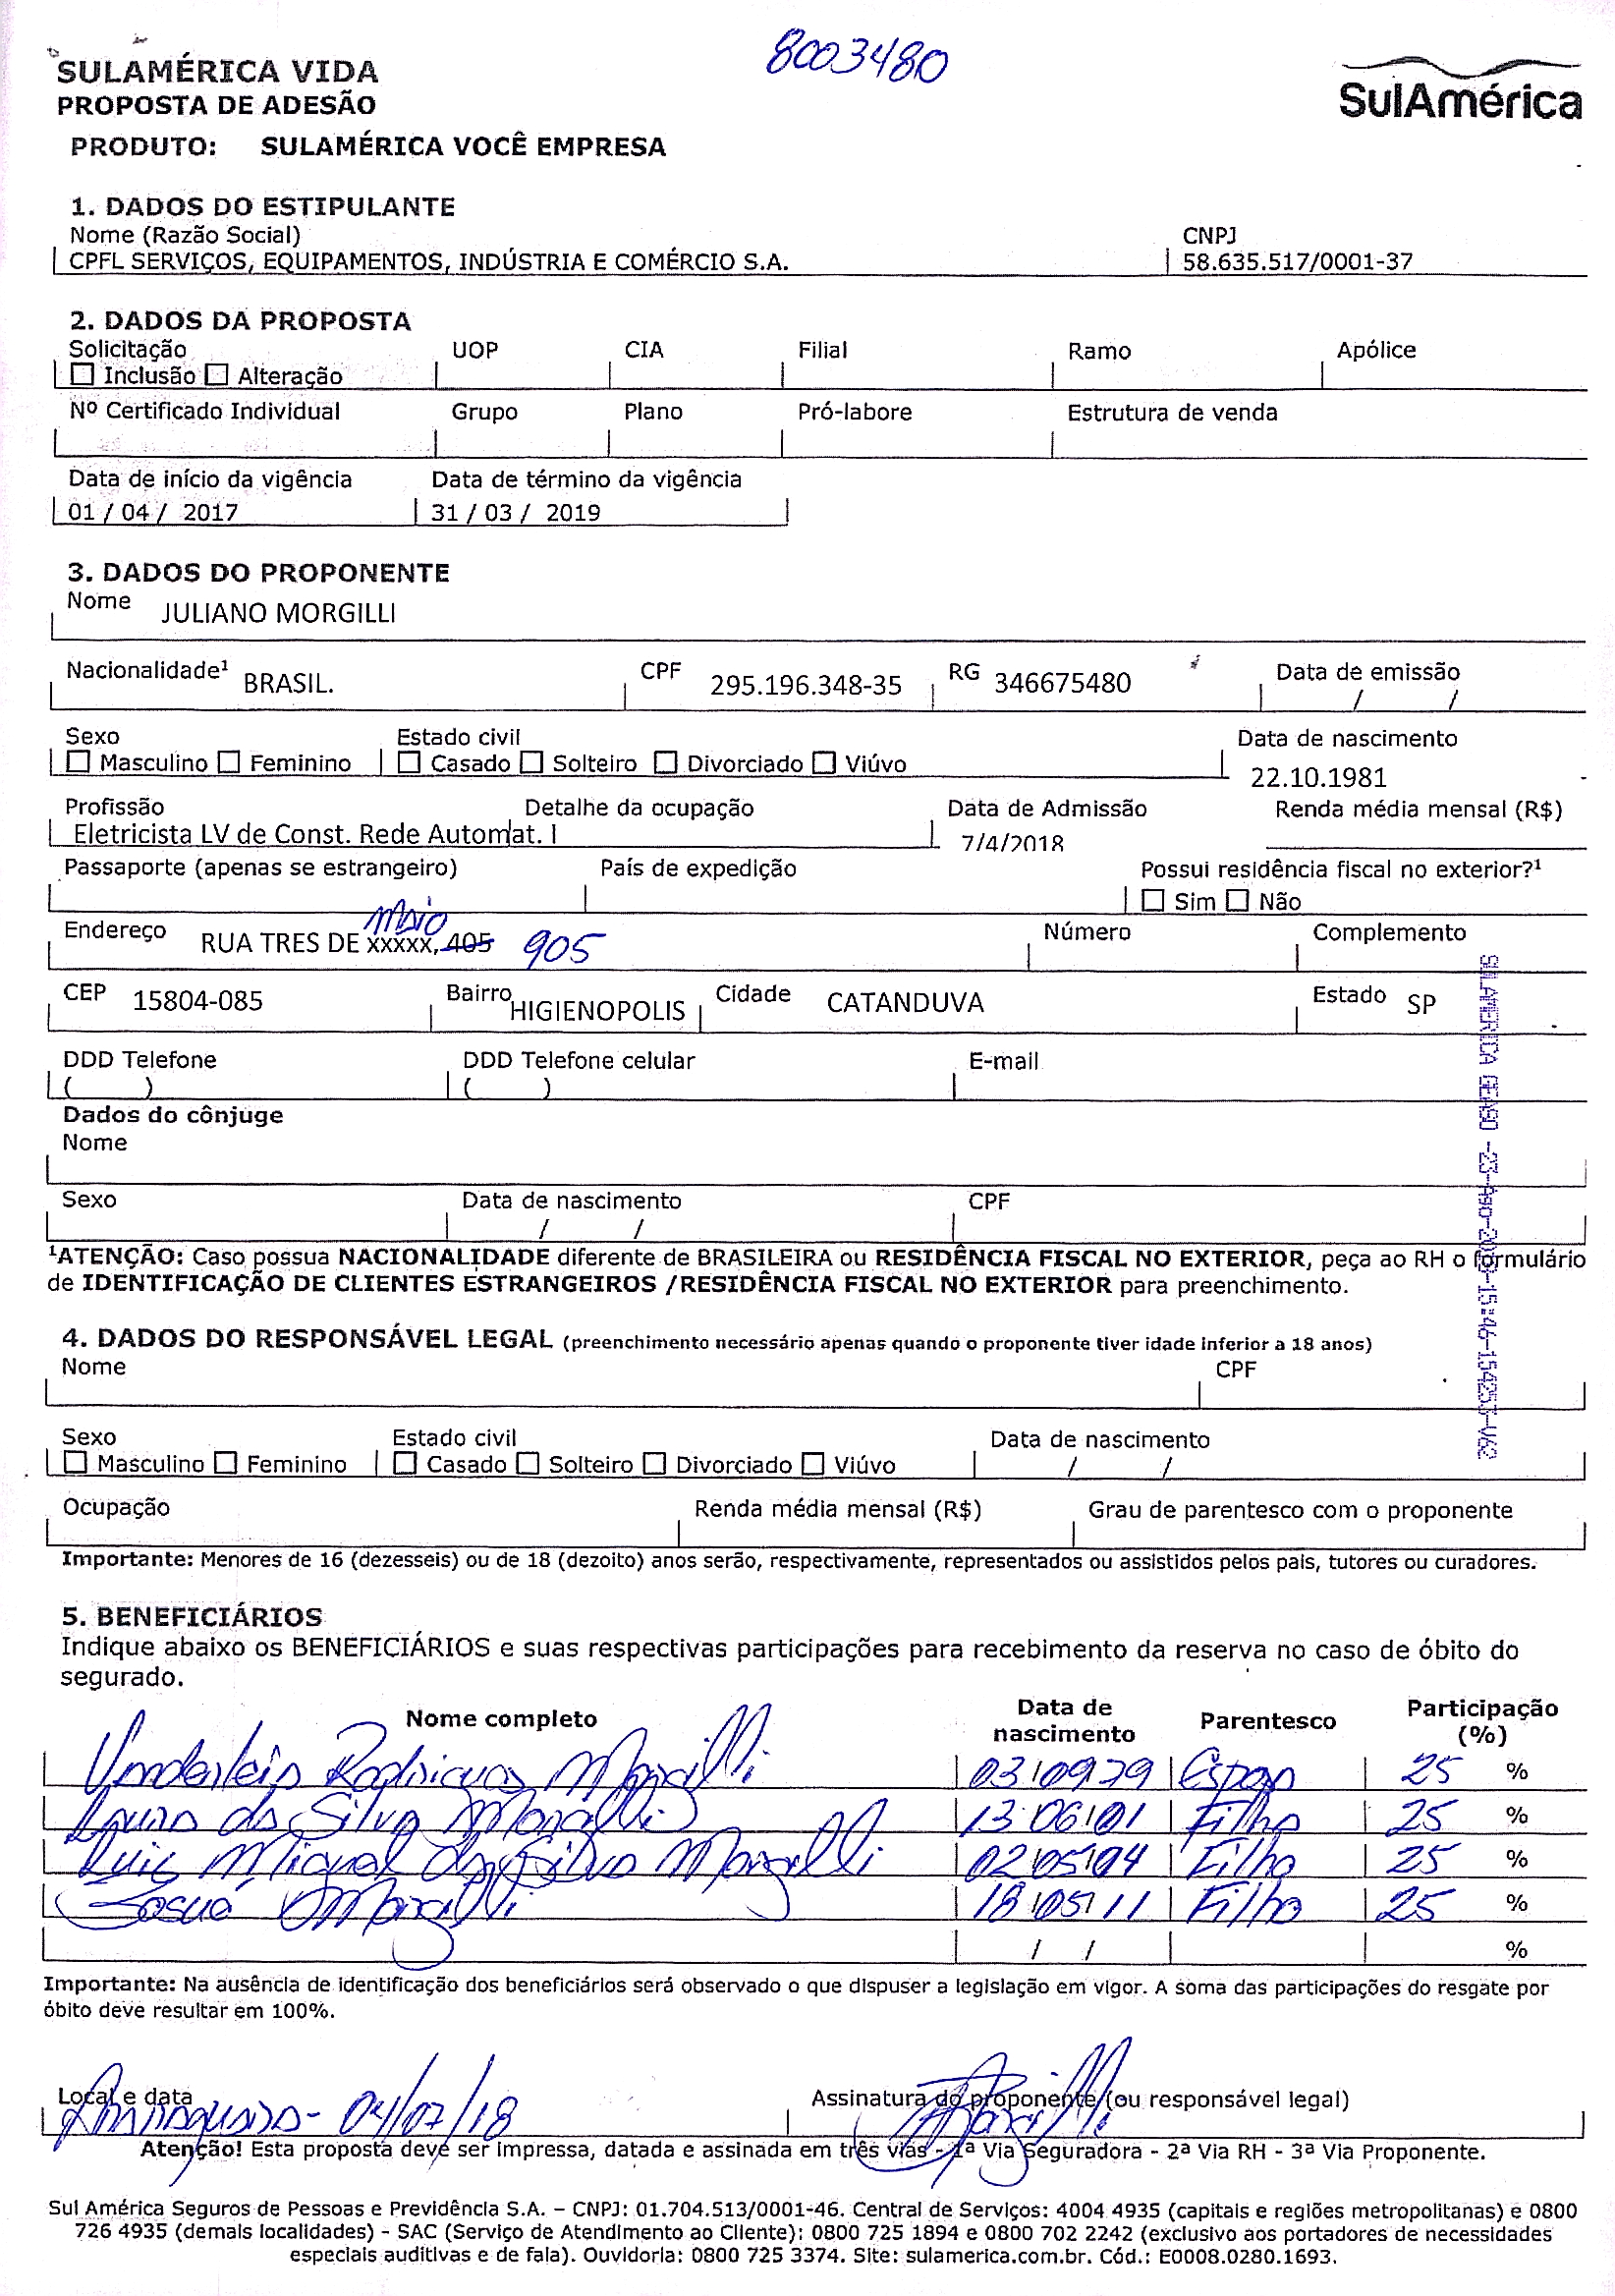 8003480
SULAMÉRICA VIDA
PROPOSTA DE ADESÃO
SulAmérica
PRODUTO: SULAMÉRICA VOCÊ EMPRESA
1. DADOS DO ESTIPULANTE
Nome (Razão Social) CNPJ
CPFL SERVIÇOS, EQUIPAMENTOS, INDÚSTRIA E COMÉRCIO S.A. 58.635.517/0001-37
2. DADOS DA PROPOSTA
Solicitação UOP CIA Filial Ramo Apólice
Inclusão Alteração
Nº Certificado Individual Grupo Plano Pró-labore Estrutura de venda
Data de início da vigência Data de término da vigência
01 / 04 / 2017 31 / 03 / 2019
3. DADOS DO PROPONENTE
Nome JULIANO MORGILLI
Nacionalidade¹ BRASIL. CPF 295.196.348-35 RG 346675480 Data de emissão
/ /
Sexo Estado civil Data de nascimento
Masculino Feminino Casado Solteiro Divorciado Viúvo 22.10.1981
Profissão Detalhe da ocupação Data de Admissão Renda média mensal (R$)
Eletricista LV de Const. Rede Automat. I 7/4/2018
Passaporte (apenas se estrangeiro) País de expedição Possui residência fiscal no exterior?¹
Sim Não
maio
Endereço RUA TRES DE xxxxx, 405 905 Número Complemento
CEP 15804-085 Bairro HIGIENOPOLIS Cidade CATANDUVA Estado SP
DDD Telefone DDD Telefone celular E-mail
( ) ( )
Dados do cônjuge
Nome
Sexo Data de nascimento CPF
/ /
¹ATENÇÃO: Caso possua NACIONALIDADE diferente de BRASILEIRA ou RESIDÊNCIA FISCAL NO EXTERIOR, peça ao RH o formulário
de IDENTIFICAÇÃO DE CLIENTES ESTRANGEIROS /RESIDÊNCIA FISCAL NO EXTERIOR para preenchimento.
4. DADOS DO RESPONSÁVEL LEGAL (preenchimento necessário apenas quando o proponente tiver idade inferior a 18 anos)
Nome CPF
Sexo Estado civil Data de nascimento
Masculino Feminino Casado Solteiro Divorciado Viúvo / /
Ocupação Renda média mensal (R$) Grau de parentesco com o proponente
Importante: Menores de 16 (dezesseis) ou de 18 (dezoito) anos serão, respectivamente, representados ou assistidos pelos pais, tutores ou curadores.
SULAMERICA
5. BENEFICIÁRIOS
Indique abaixo os BENEFICIÁRIOS e suas respectivas participações para recebimento da reserva no caso de óbito do
segurado.
Nome completo Data de nascimento Parentesco Participação (%)
Rodrigues Morgilli 03/09/79 25 %
da Silva Morgilli 13/06/01 Filho 25 %
Luis Miguel da Silva Morgilli 02/05/04 Filho 25 %
Josué Morgilli 18/05/11 Filho 25 %
/ / %
Importante: Na ausência de identificação dos beneficiários será observado o que dispuser a legislação em vigor. A soma das participações do resgate por
óbito deve resultar em 100%.
Local e data Assinatura do proponente (ou responsável legal)
Araraquara - 04/07/18 Morgilli
Atenção! Esta proposta deve ser impressa, datada e assinada em três vias - 1ª Via Seguradora - 2ª Via RH - 3ª Via Proponente.
Sul América Seguros de Pessoas e Previdência S.A. – CNPJ: 01.704.513/0001-46. Central de Serviços: 4004 4935 (capitais e regiões metropolitanas) e 0800
726 4935 (demais localidades) - SAC (Serviço de Atendimento ao Cliente): 0800 725 1894 e 0800 702 2242 (exclusivo aos portadores de necessidades
especiais auditivas e de fala). Ouvidoria: 0800 725 3374. Site: sulamerica.com.br. Cód.: E0008.0280.1693.